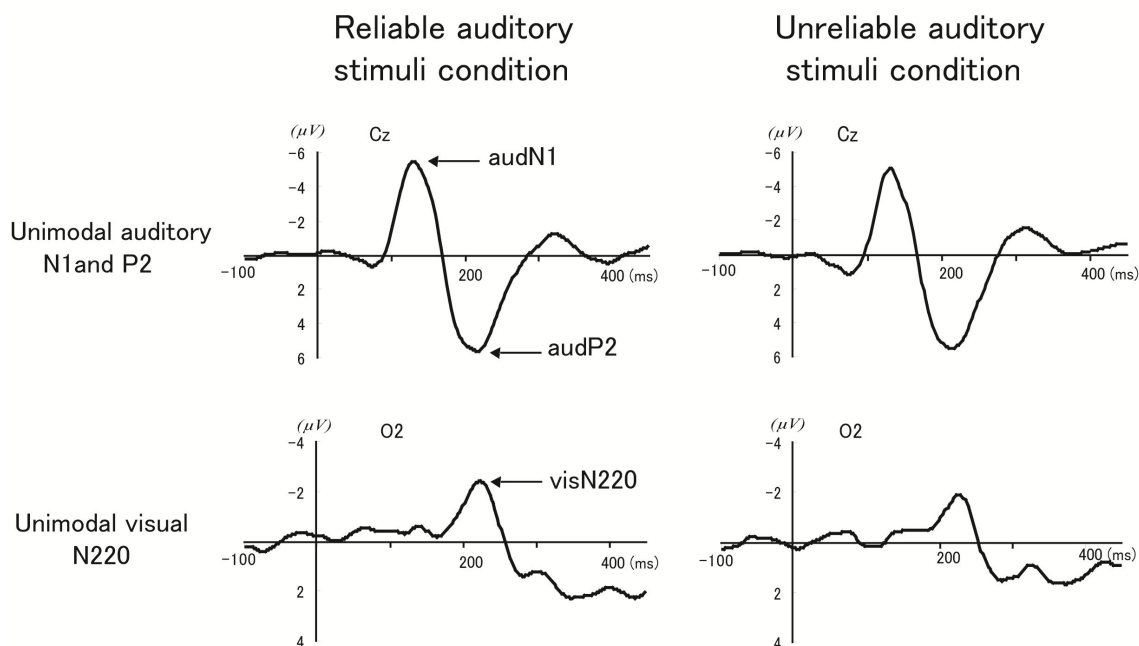 Reliable auditory
stimuli condition
Unreliable auditory
stimuli condition
Unimodal auditory
N1and P2
(μV)
Cz
-6
-4
-2
2
4
6
-100
200
400 (ms)
audN1
audP2
(μV)
Cz
-6
-4
-2
2
4
6
-100
200
400 (ms)
Unimodal visual
N220
(μV)
O2
-4
-2
2
4
-100
200
400 (ms)
visN220
(μV)
O2
-4
-2
2
4
-100
200
400 (ms)